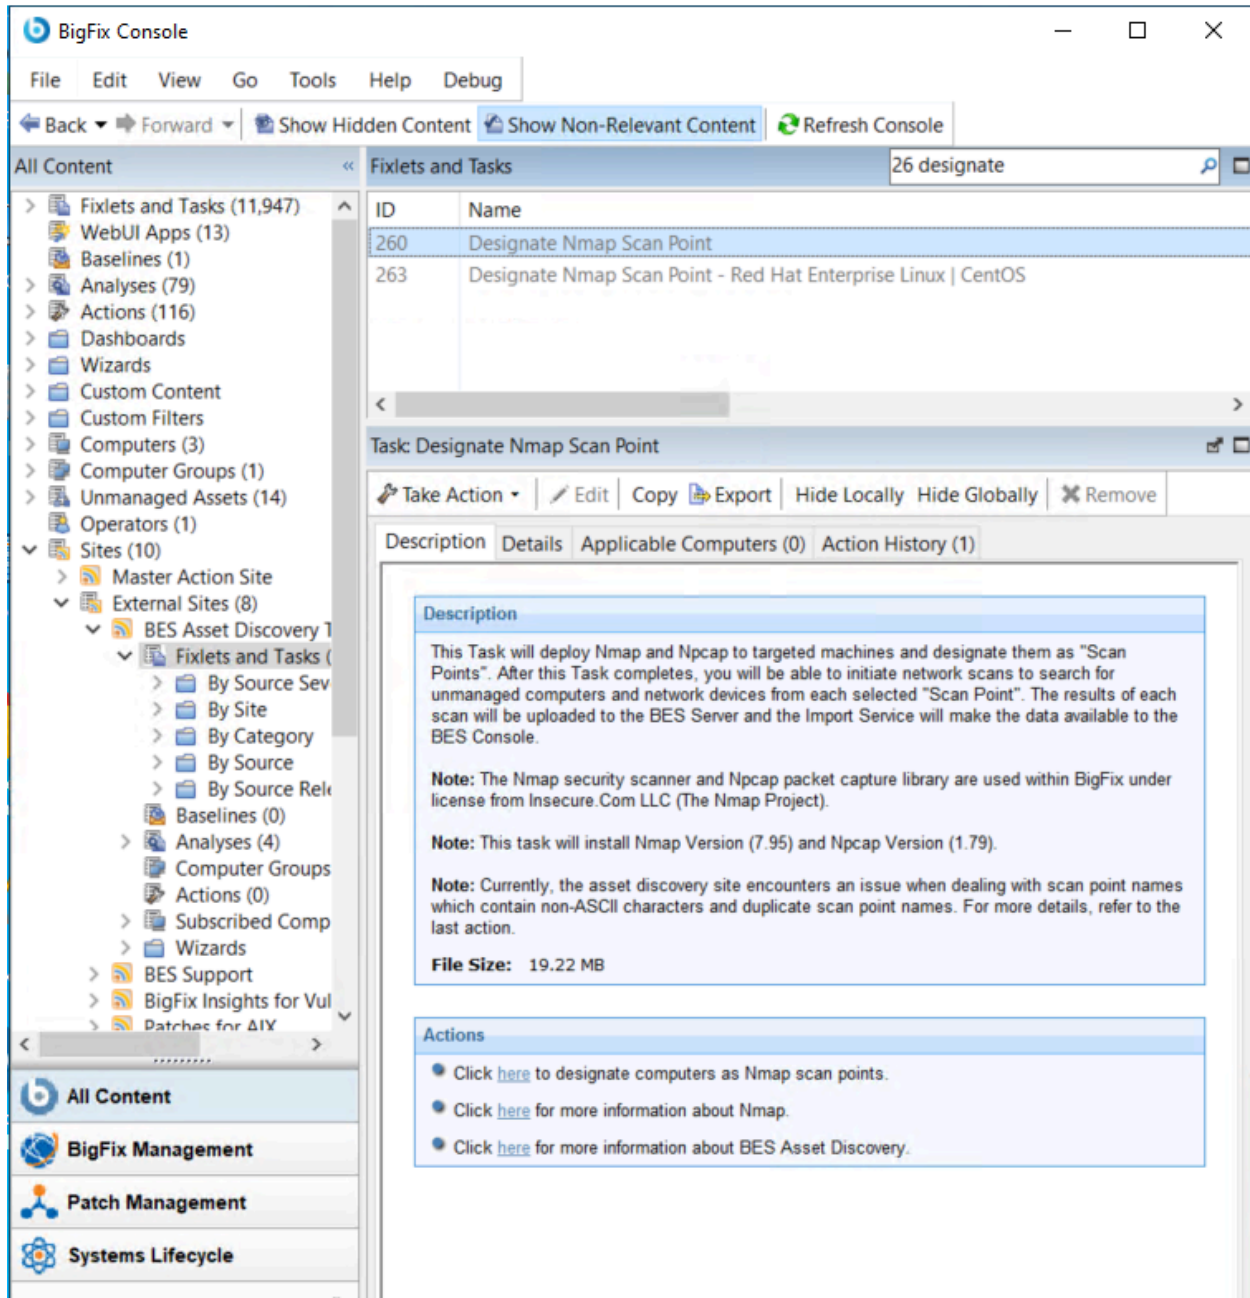 BigFix Console
File Edit View Go Tools Help Debug
Back Forward Show Hidden Content Show Non-Relevant Content Refresh Console
All Content «
Fixlets and Tasks (11,947)
WebUI Apps (13)
Baselines (1)
Analyses (79)
Actions (116)
Dashboards
Wizards
Custom Content
Custom Filters
Computers (3)
Computer Groups (1)
Unmanaged Assets (14)
Operators (1)
Sites (10)
Master Action Site
External Sites (8)
BES Asset Discovery T
Fixlets and Tasks (
By Source Sev
By Site
By Category
By Source
By Source Rele
Baselines (0)
Analyses (4)
Computer Groups
Actions (0)
Subscribed Comp
Wizards
BES Support
BigFix Insights for Vul
Patches for AIX
All Content
BigFix Management
Patch Management
Systems Lifecycle
Fixlets and Tasks 26 designate
ID Name
260 Designate Nmap Scan Point
263 Designate Nmap Scan Point - Red Hat Enterprise Linux | CentOS
Task: Designate Nmap Scan Point
Take Action Edit Copy Export Hide Locally Hide Globally Remove
Description Details Applicable Computers (0) Action History (1)
Description
This Task will deploy Nmap and Npcap to targeted machines and designate them as "Scan
Points". After this Task completes, you will be able to initiate network scans to search for
unmanaged computers and network devices from each selected "Scan Point". The results of each
scan will be uploaded to the BES Server and the Import Service will make the data available to the
BES Console.
Note: The Nmap security scanner and Npcap packet capture library are used within BigFix under
license from Insecure.Com LLC (The Nmap Project).
Note: This task will install Nmap Version (7.95) and Npcap Version (1.79).
Note: Currently, the asset discovery site encounters an issue when dealing with scan point names
which contain non-ASCII characters and duplicate scan point names. For more details, refer to the
last action.
File Size: 19.22 MB
Actions
Click here to designate computers as Nmap scan points.
Click here for more information about Nmap.
Click here for more information about BES Asset Discovery.